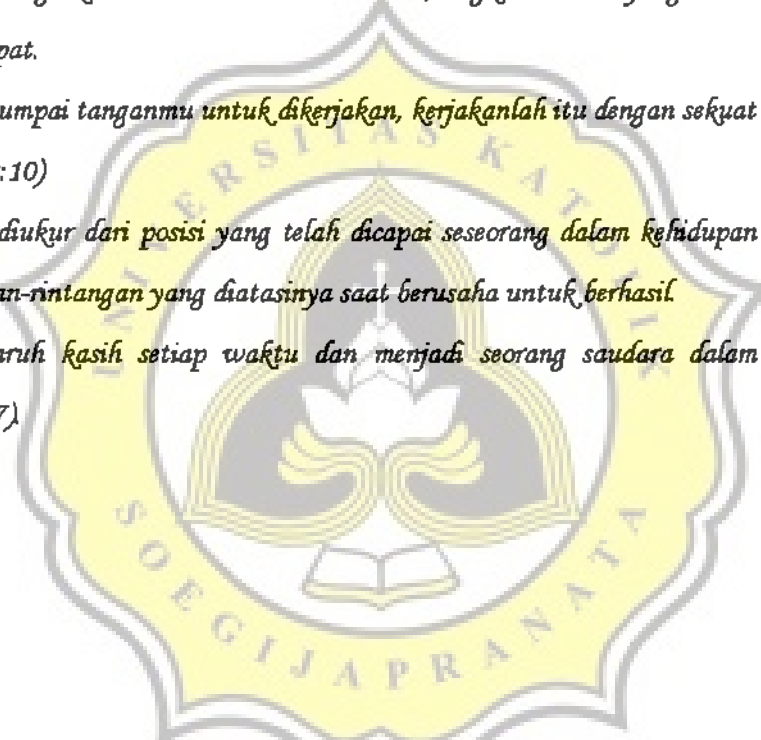 pat.
umpai tanganmu untuk dikerjakan, kerjakanlah itu dengan sekuat
:10)
diukur dari posisi yang telah dicapai seseorang dalam kehidupan
an-rintangan yang diatasinya saat berusaha untuk berhasil.
aruh kasih setiap waktu dan menjadi seorang saudara dalam
7).
UNIVERSITAS KATOLIK
SOEGIJAPRANATA